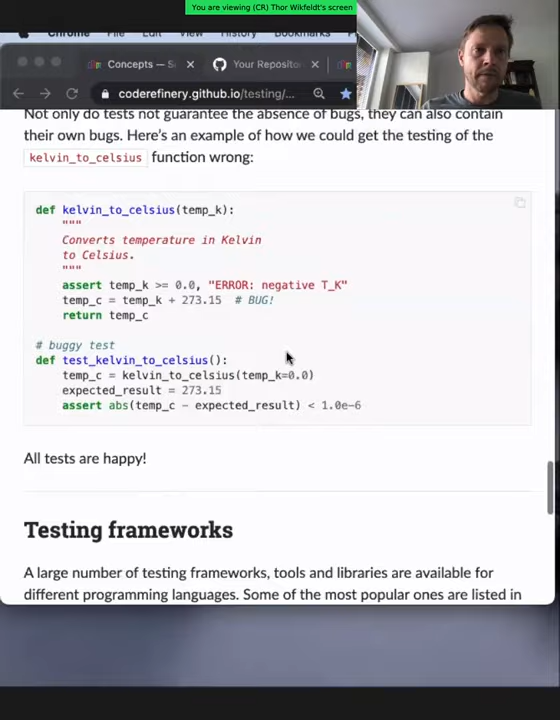 You are viewing (CR) Thor Wikfeldt's screen
Chrome File Edit View History Bookmarks
Concepts — S
Your Reposito
coderefinery.github.io/testing/...
Not only do tests not guarantee the absence of bugs, they can also contain
their own bugs. Here's an example of how we could get the testing of the
kelvin_to_celsius function wrong:
def kelvin_to_celsius(temp_k):
"""
Converts temperature in Kelvin
to Celsius.
"""
assert temp_k >= 0.0, "ERROR: negative T_K"
temp_c = temp_k + 273.15 # BUG!
return temp_c
# buggy test
def test_kelvin_to_celsius():
temp_c = kelvin_to_celsius(temp_k=0.0)
expected_result = 273.15
assert abs(temp_c - expected_result) < 1.0e-6
All tests are happy!
Testing frameworks
A large number of testing frameworks, tools and libraries are available for
different programming languages. Some of the most popular ones are listed in